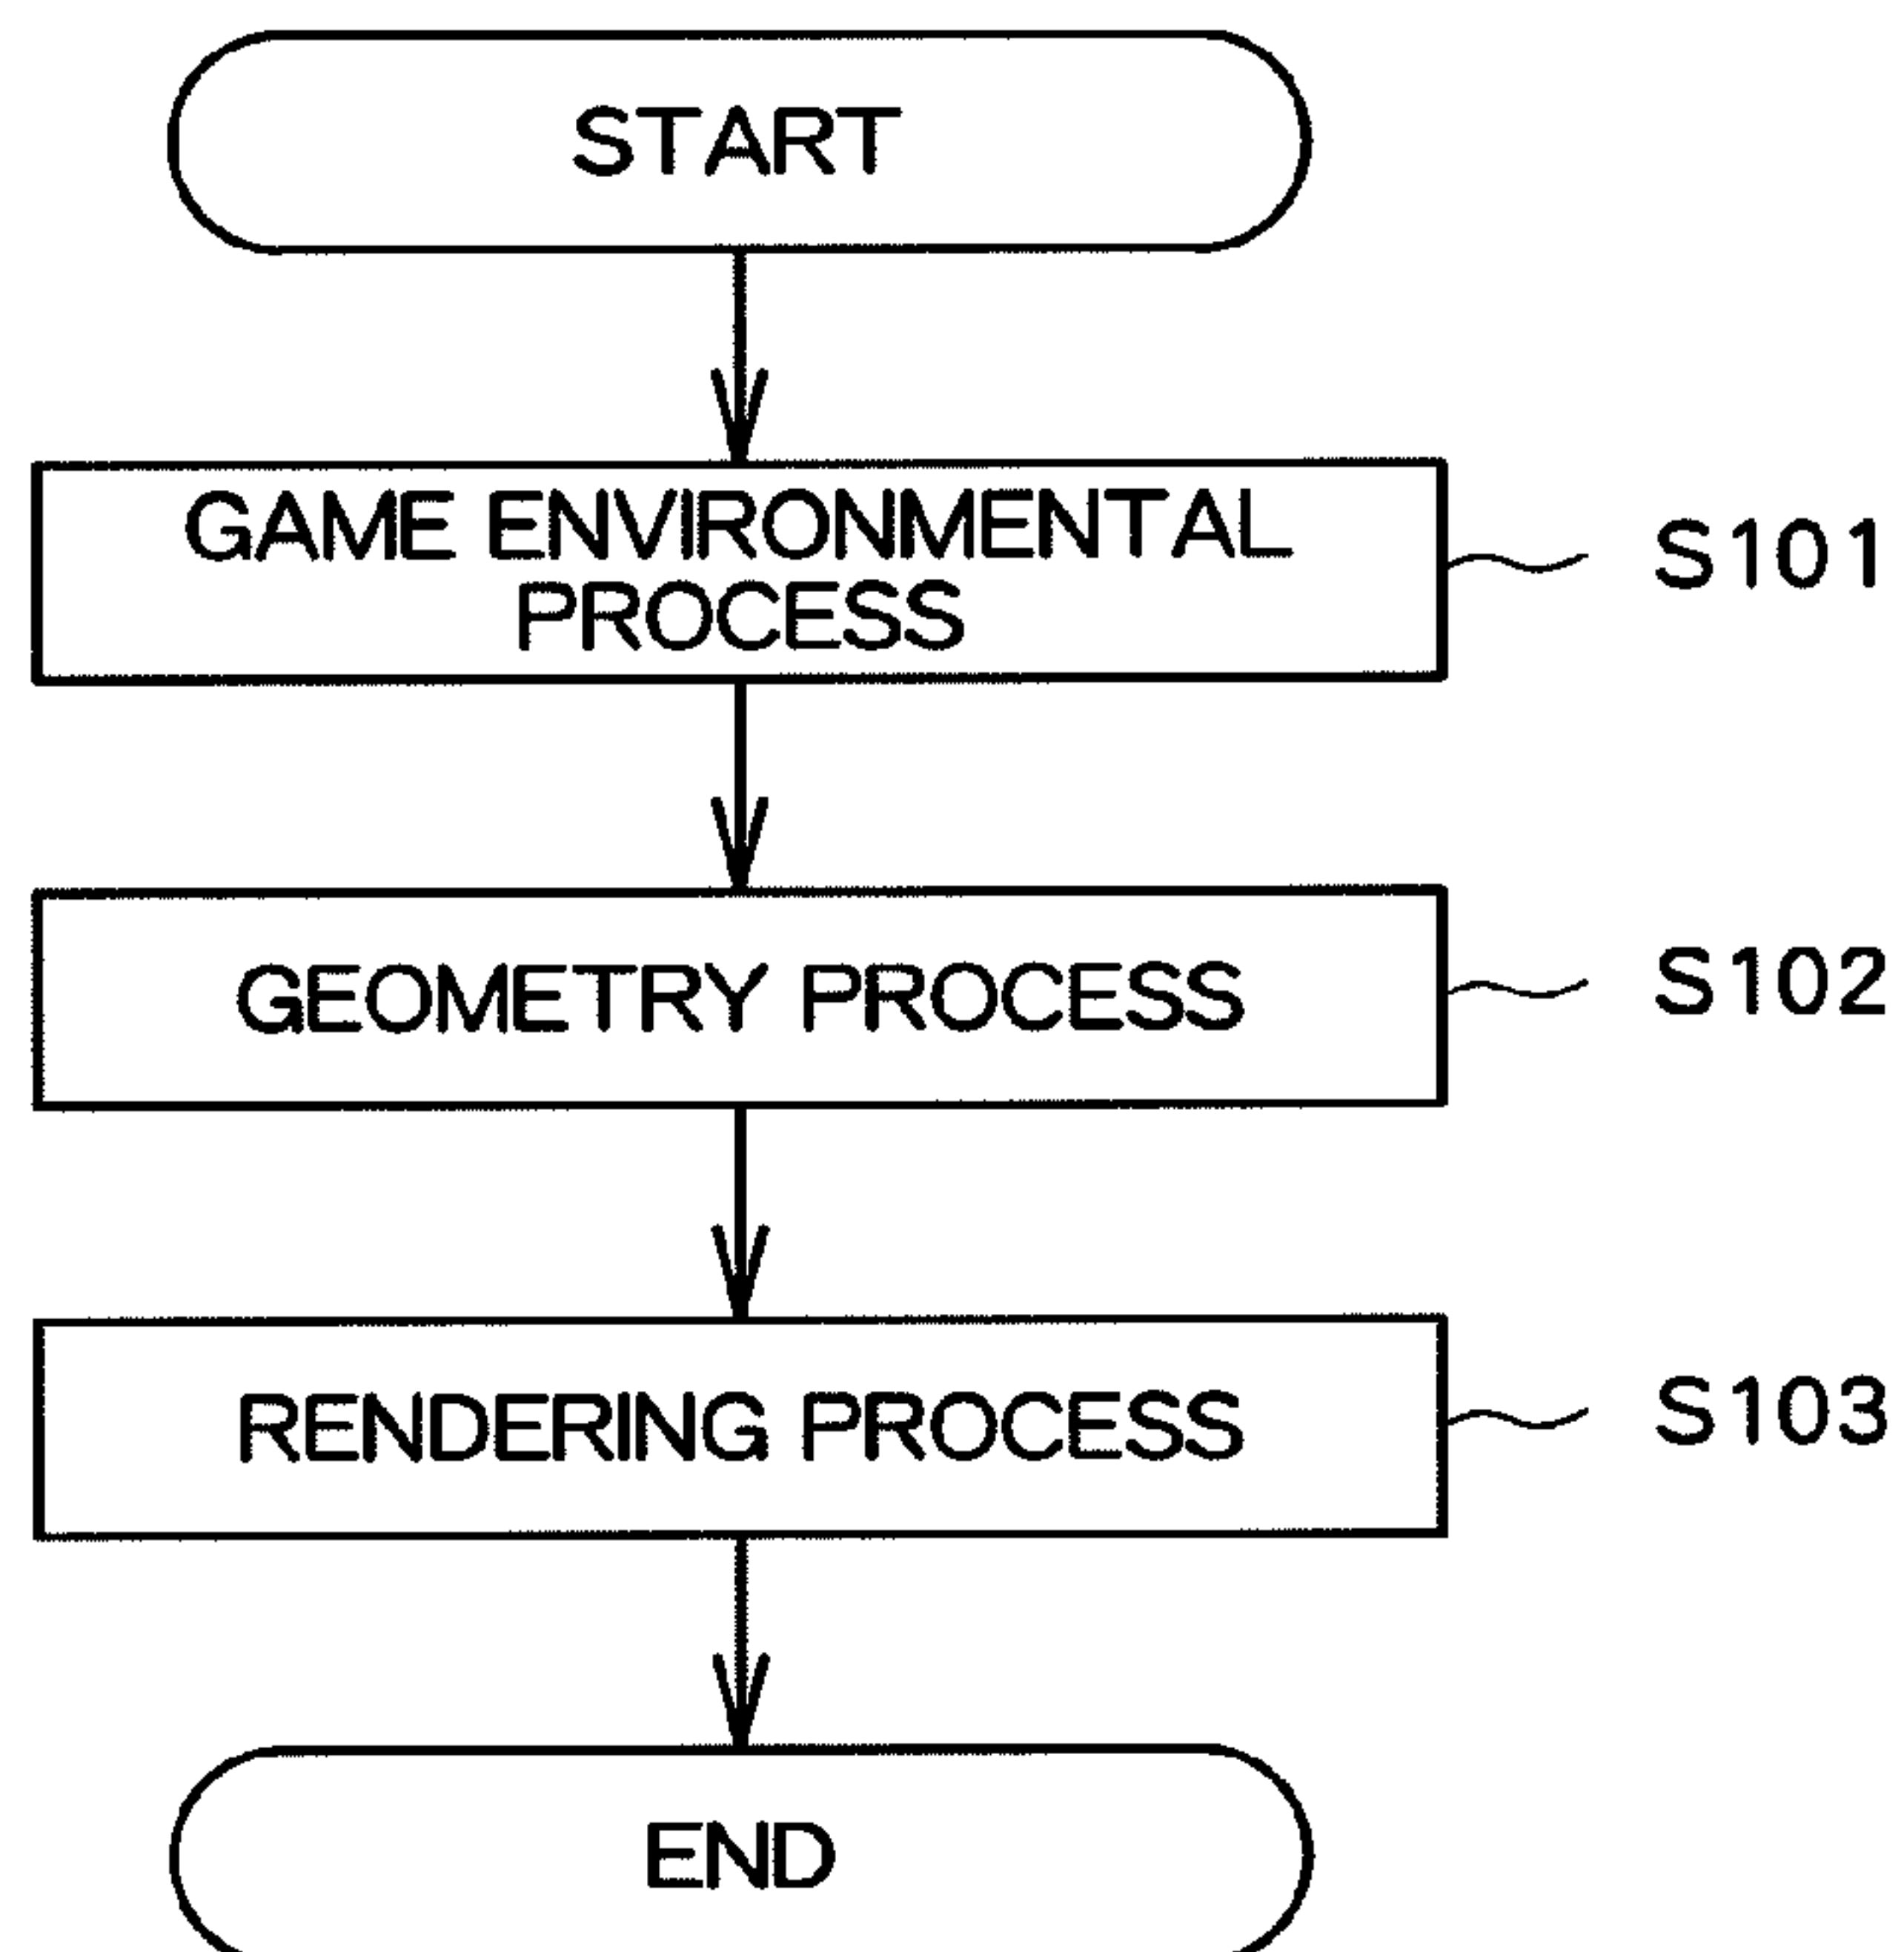 START
GAME ENVIRONMENTAL
PROCESS
S101
GEOMETRY PROCESS
S102
RENDERING PROCESS
S103
END